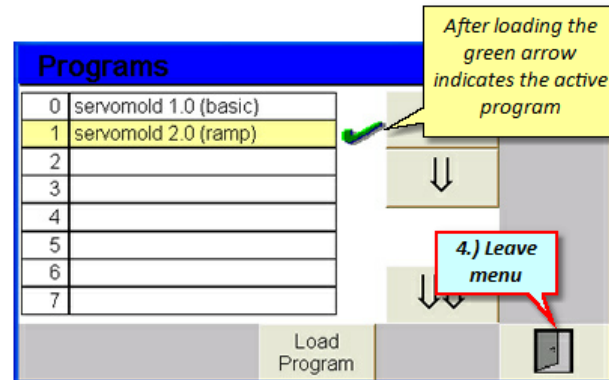 After loading the
green arrow
indicates the active
program
Programs
0 servomold 1.0 (basic)
1 servomold 2.0 (ramp)
2
3
4
5
6
7
4.) Leave
menu
Load
Program